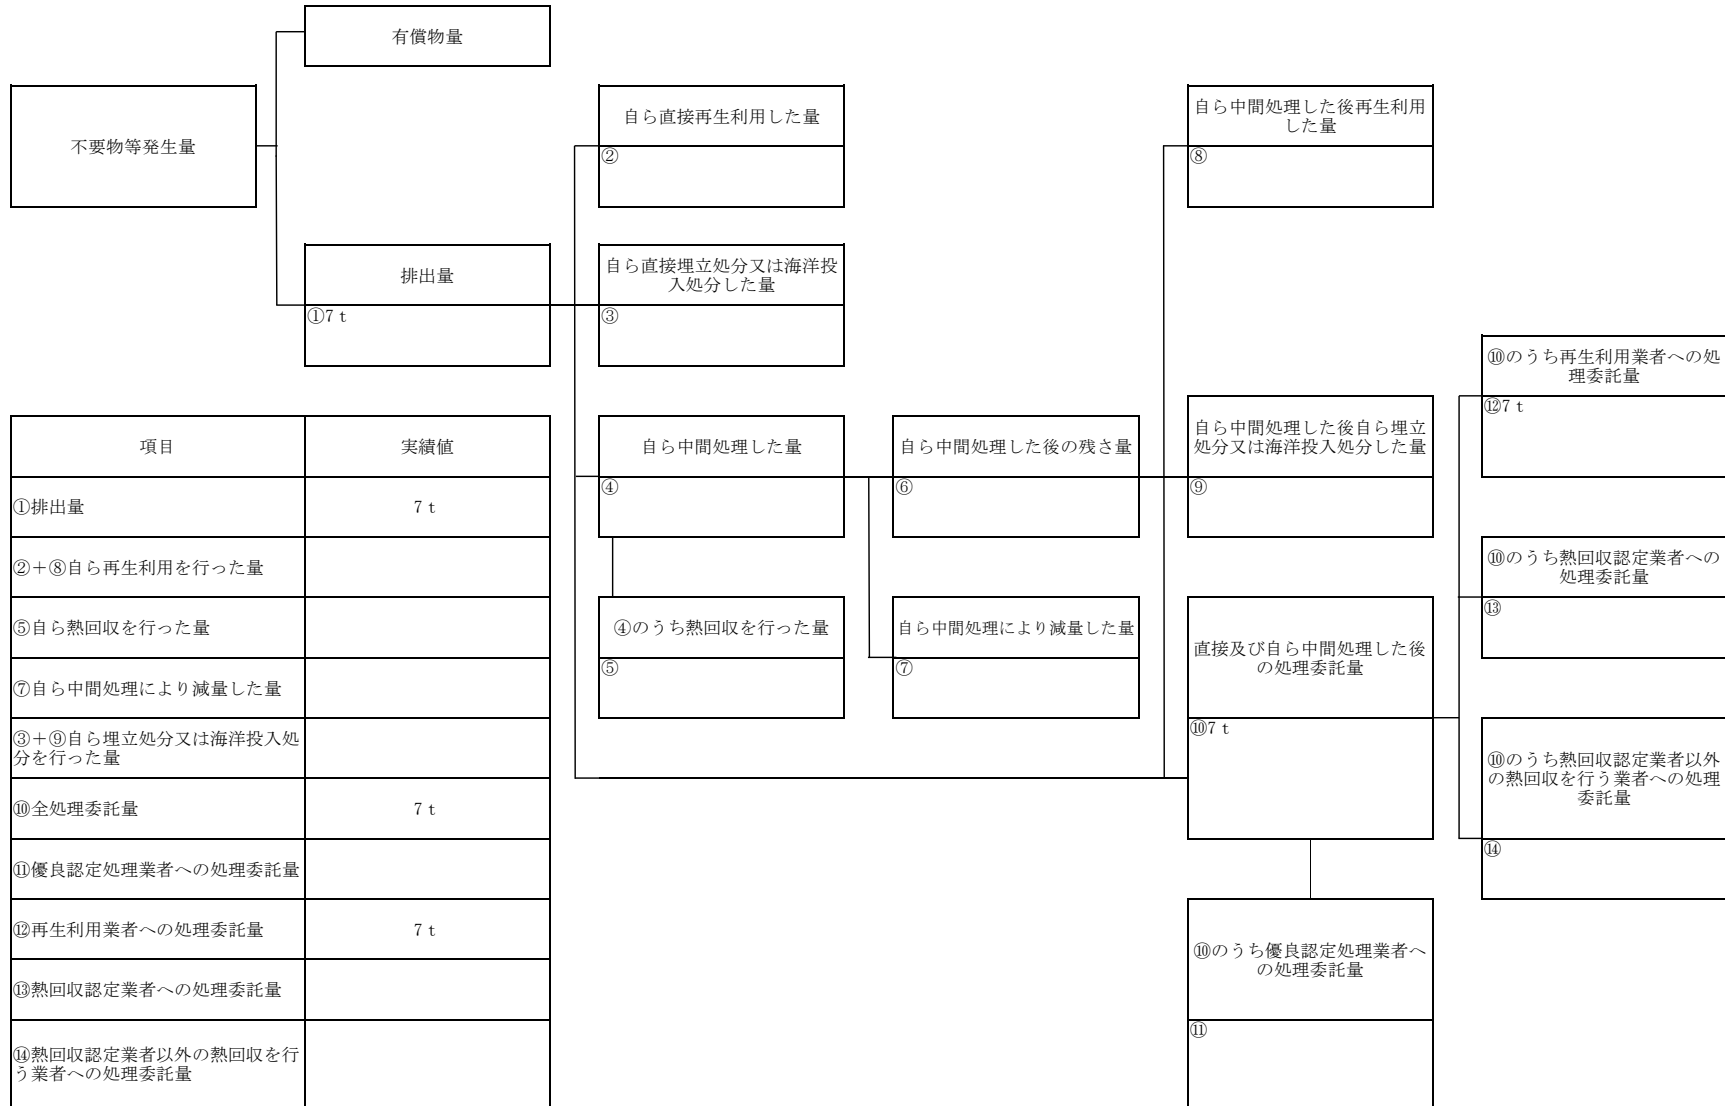 有償物量
不要物等発生量
自ら直接再生利用した量
②
自ら中間処理した後再生利用
した量
⑧
排出量
①7 t
自ら直接埋立処分又は海洋投
入処分した量
③
⑩のうち再生利用業者への処
理委託量
⑫7 t
自ら中間処理した量
④
自ら中間処理した後の残さ量
⑥
自ら中間処理した後自ら埋立
処分又は海洋投入処分した量
⑨
⑩のうち熱回収認定業者への
処理委託量
⑬
④のうち熱回収を行った量
⑤
自ら中間処理により減量した量
⑦
直接及び自ら中間処理した後
の処理委託量
⑩7 t
⑩のうち熱回収認定業者以外
の熱回収を行う業者への処理
委託量
⑭
⑩のうち優良認定処理業者へ
の処理委託量
⑪
項目 実績値
①排出量 7 t
②+⑧自ら再生利用を行った量
⑤自ら熱回収を行った量
⑦自ら中間処理により減量した量
③+⑨自ら埋立処分又は海洋投入処
分を行った量
⑩全処理委託量 7 t
⑪優良認定処理業者への処理委託量
⑫再生利用業者への処理委託量 7 t
⑬熱回収認定業者への処理委託量
⑭熱回収認定業者以外の熱回収を行
う業者への処理委託量